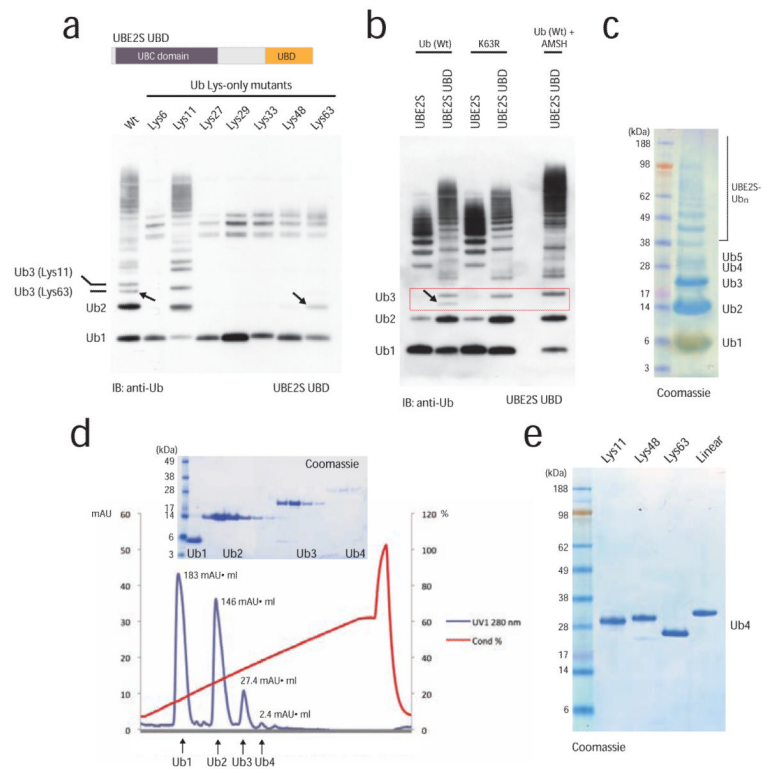 a
UBE2S UBD
UBC domain
UBD
Ub Lys-only mutants
Wt
Lys6
Lys11
Lys27
Lys29
Lys33
Lys48
Lys63
Ub3 (Lys11)
Ub3 (Lys63)
Ub2
Ub1
IB: anti-Ub
UBE2S UBD
b
Ub (Wt)
K63R
Ub (Wt) +
AMSH
UBE2S
UBE2S UBD
UBE2S
UBE2S UBD
UBE2S UBD
Ub3
Ub2
Ub1
IB: anti-Ub
UBE2S UBD
c
(kDa)
188
98
62
49
38
28
17
14
6
3
UBE2S-
Ubn
Ub5
Ub4
Ub3
Ub2
Ub1
Coomassie
d
(kDa)
49
38
28
17
14
6
3
Coomassie
Ub1
Ub2
Ub3
Ub4
mAU
60
50
40
30
20
10
0
120
%
100
80
60
40
20
0
183 mAU• ml
146 mAU• ml
27.4 mAU• ml
2.4 mAU• ml
UV1 280 nm
Cond %
Ub1
Ub2
Ub3
Ub4
e
Lys11
Lys48
Lys63
Linear
(kDa)
188
98
62
49
38
28
17
14
6
Ub4
Coomassie